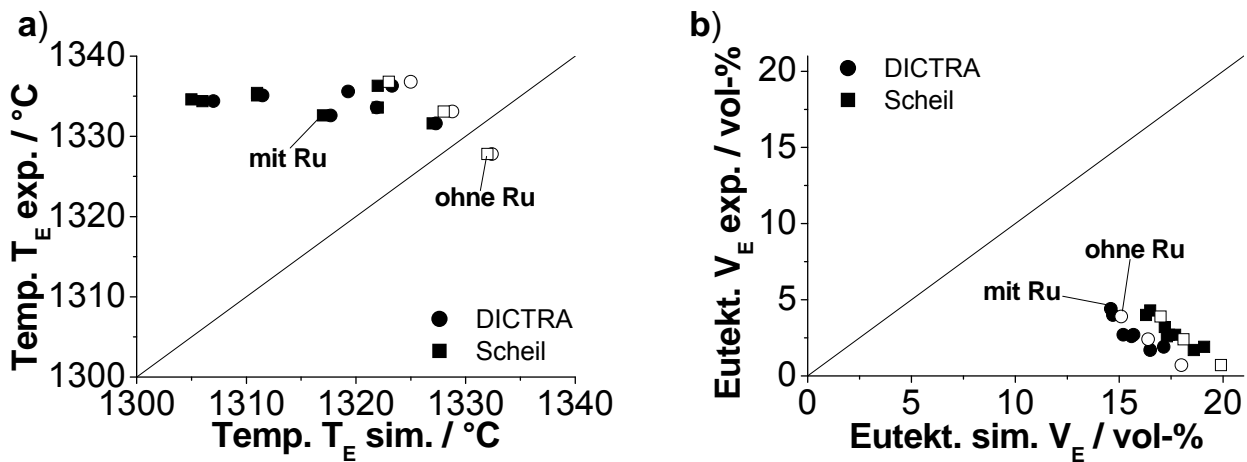 a)
Temp. T_E exp. / °C
1340
1330
1320
1310
1300
mit Ru
ohne Ru
DICTRA
Scheil
1300 1310 1320 1330 1340
Temp. T_E sim. / °C
b)
Eutekt. V_E exp. / vol-%
20
15
10
5
0
DICTRA
Scheil
ohne Ru
mit Ru
0 5 10 15 20
Eutekt. sim. V_E / vol-%